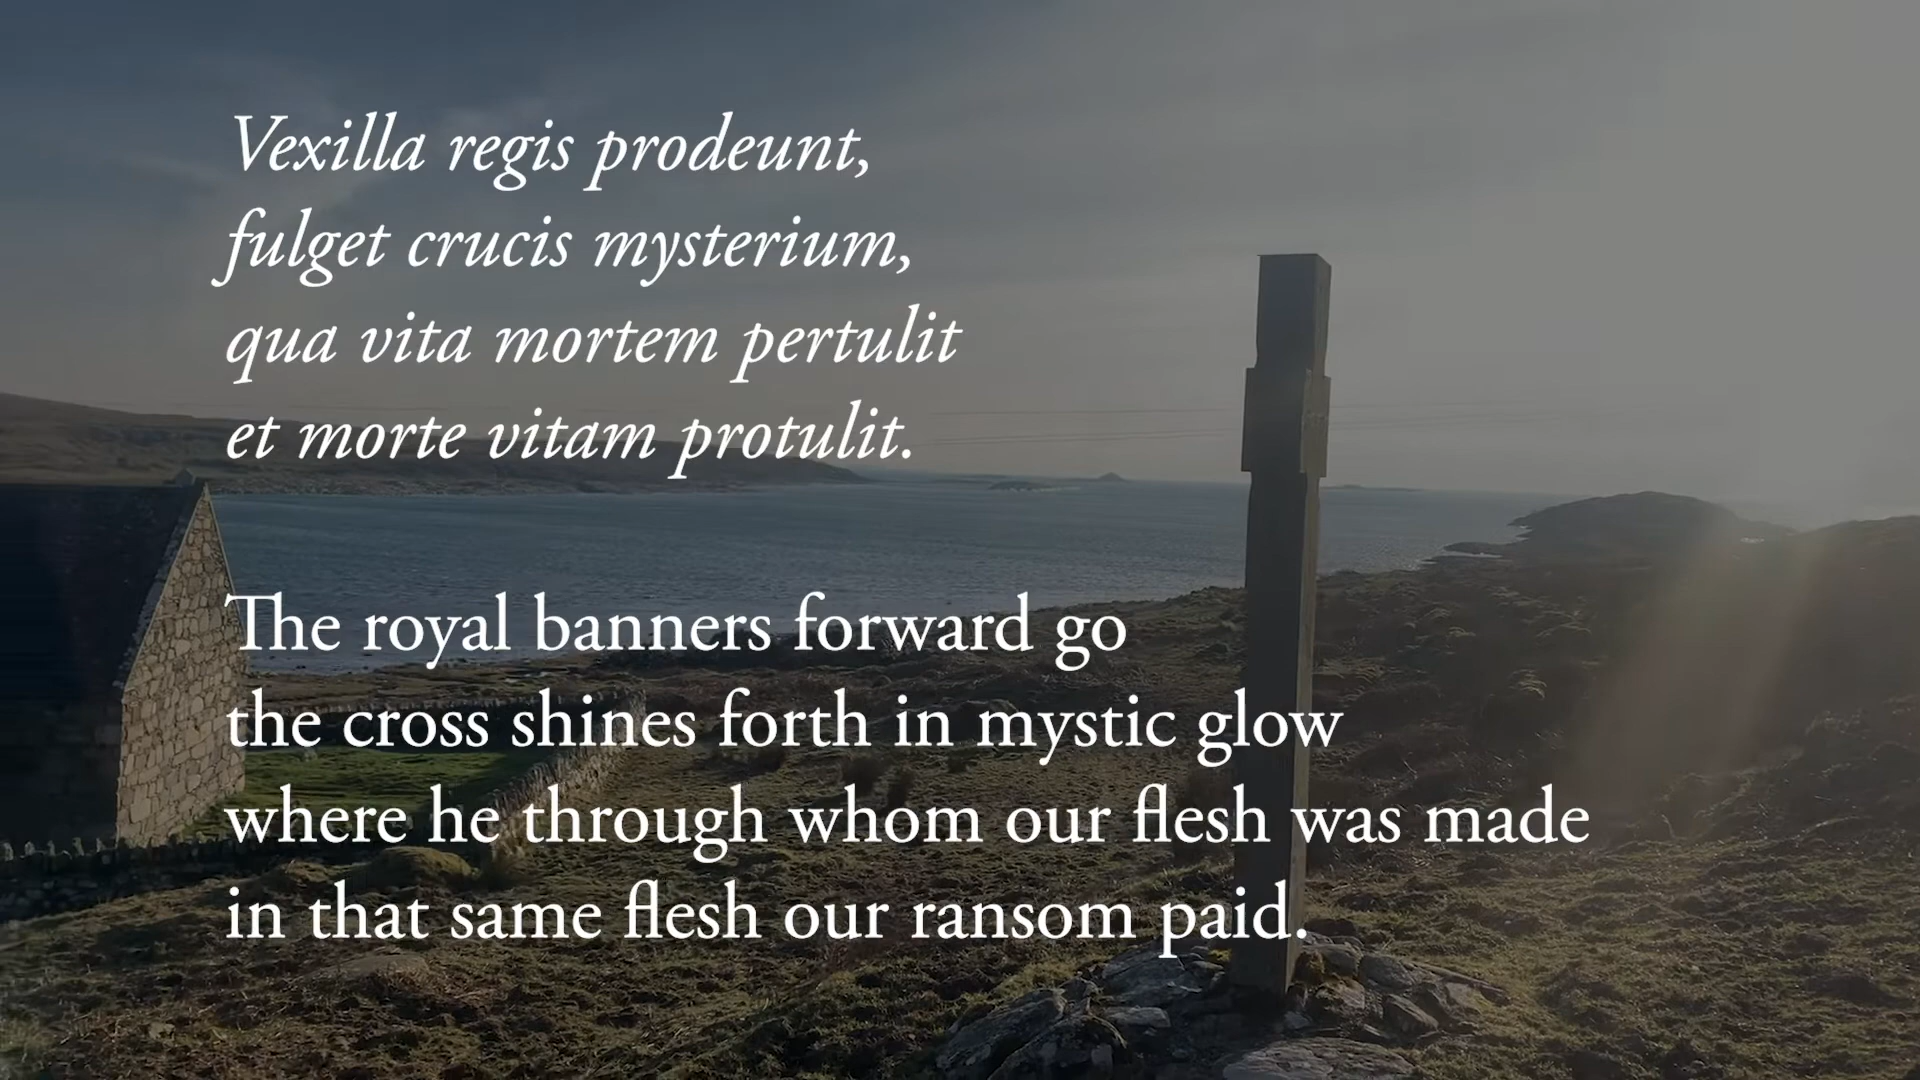 Vexilla regis prodeunt,
fulget crucis mysterium,
qua vita mortem pertulit
et morte vitam protulit.
The royal banners forward go
the cross shines forth in mystic glow
where he through whom our flesh was made
in that same flesh our ransom paid.